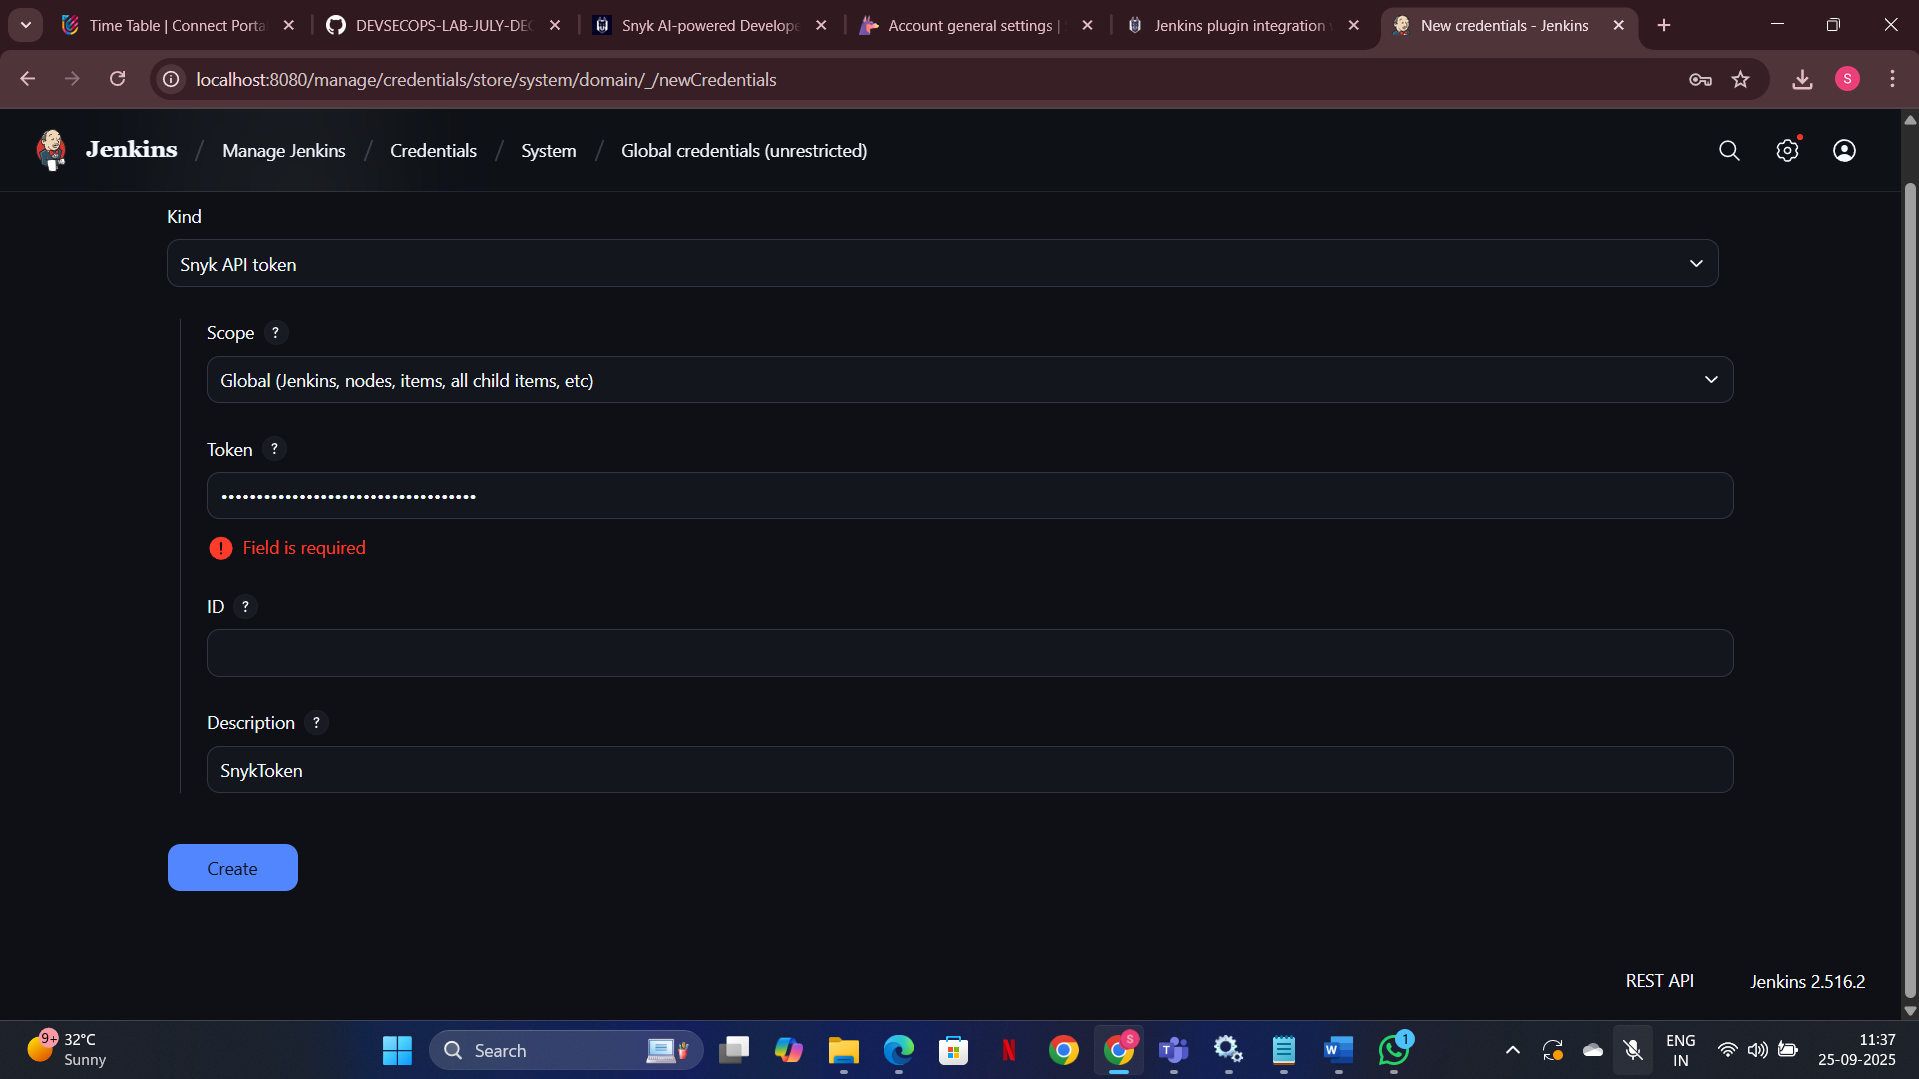 Time Table | Connect Porta
DEVSECOPS-LAB-JULY-DEC
Snyk AI-powered Develope
Account general settings |
Jenkins plugin integration
New credentials - Jenkins
localhost:8080/manage/credentials/store/system/domain/_/newCredentials
S
Jenkins / Manage Jenkins / Credentials / System / Global credentials (unrestricted)
Kind
Snyk API token
Scope ?
Global (Jenkins, nodes, items, all child items, etc)
Token ?
••••••••••••••••••••••••••••••••••••
! Field is required
ID ?
Description ?
SnykToken
Create
REST API
Jenkins 2.516.2
9+
32°C
Sunny
Search
N
S
T
W
1
ENG
IN
11:37
25-09-2025